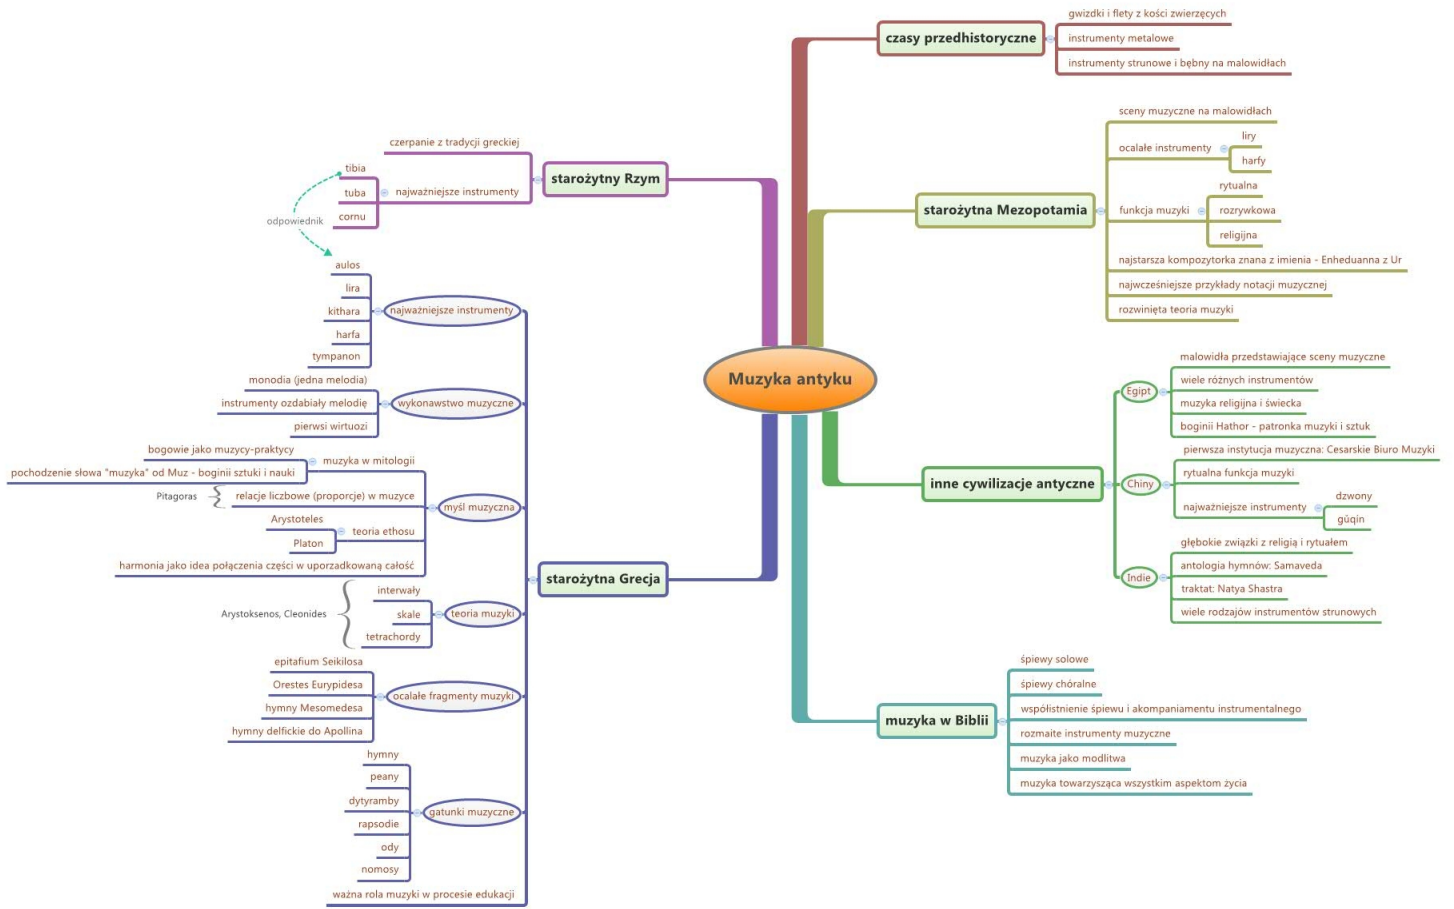 Muzyka antyku
czasy przedhistoryczne
gwizdki i flety z kości zwierzęcych
instrumenty metalowe
instrumenty strunowe i bębny na malowidłach
starożytna Mezopotamia
sceny muzyczne na malowidłach
ocalałe instrumenty
liry
harfy
funkcja muzyki
rytualna
rozrywkowa
religijna
najstarsza kompozytorka znana z imienia - Enheduanna z Ur
najwcześniejsze przykłady notacji muzycznej
rozwinięta teoria muzyki
inne cywilizacje antyczne
Egipt
malowidła przedstawiające sceny muzyczne
wiele różnych instrumentów
muzyka religijna i świecka
boginii Hathor - patronka muzyki i sztuk
Chiny
pierwsza instytucja muzyczna: Cesarskie Biuro Muzyki
rytualna funkcja muzyki
najważniejsze instrumenty
dzwony
gǔqin
Indie
głębokie związki z religią i rytuałem
antologia hymnów: Samaveda
traktat: Natya Shastra
wiele rodzajów instrumentów strunowych
muzyka w Biblii
śpiewy solowe
śpiewy chóralne
współistnienie śpiewu i akompaniamentu instrumentalnego
rozmaite instrumenty muzyczne
muzyka jako modlitwa
muzyka towarzysząca wszystkim aspektom życia
starożytny Rzym
czerpanie z tradycji greckiej
najważniejsze instrumenty
tibia
tuba
cornu
odpowiednik
starożytna Grecja
najważniejsze instrumenty
aulos
lira
kithara
harfa
tympanon
wykonawstwo muzyczne
monodia (jedna melodia)
instrumenty ozdabiały melodię
pierwsi wirtuozi
myśl muzyczna
muzyka w mitologii
bogowie jako muzycy-praktycy
pochodzenie słowa "muzyka" od Muz - boginii sztuki i nauki
relacje liczbowe (proporcje) w muzyce
Pitagoras
teoria ethosu
Arystoteles
Platon
harmonia jako idea połączenia części w uporzadkowaną całość
teoria muzyki
interwały
skale
tetrachordy
Arystoksenos, Cleonides
ocalałe fragmenty muzyki
epitafium Seikilosa
Orestes Eurypidesa
hymny Mesomedesa
hymny delfickie do Apollina
gatunki muzyczne
hymny
peany
dytyramby
rapsodie
ody
nomosy
ważna rola muzyki w procesie edukacji